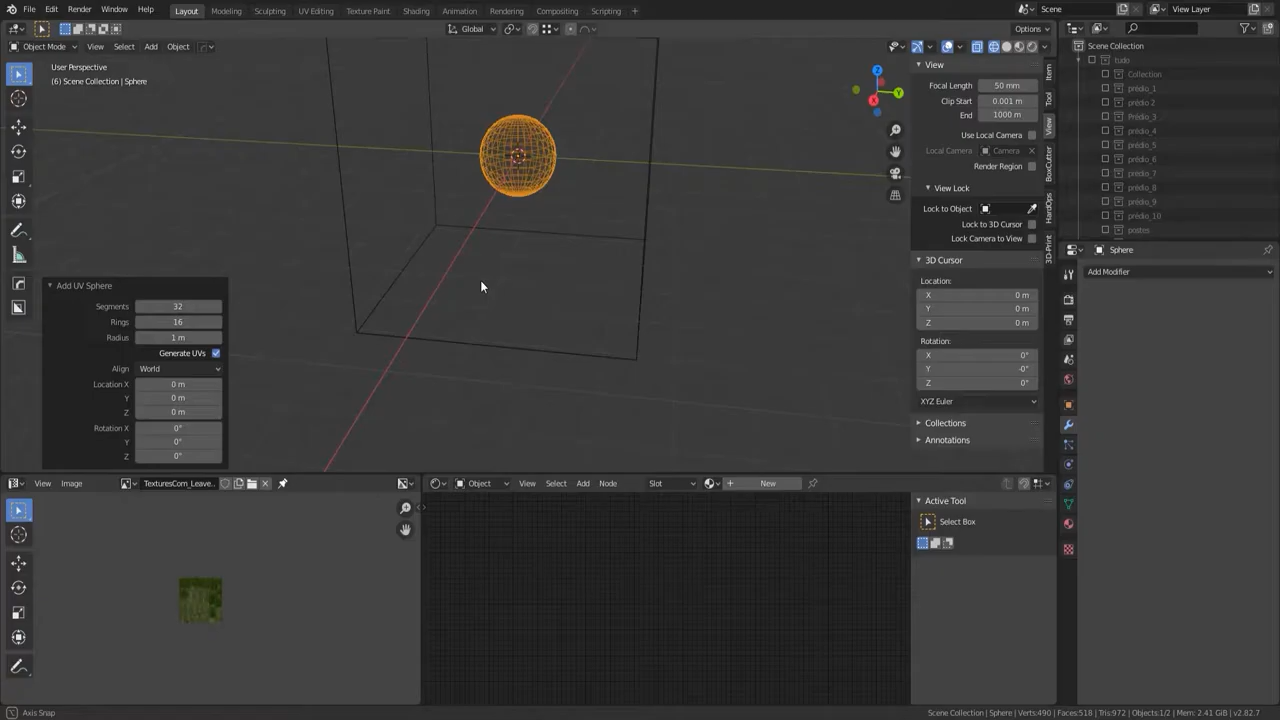 File Edit Render Window Help Layout Modeling Sculpting UV Editing Texture Paint Shading Animation Rendering Compositing Scripting + Scene View Layer
Global Options
Object Mode View Select Add Object
User Perspective
(6) Scene Collection | Sphere
Z
Y
X
View
Focal Length 50 mm
Clip Start 0.001 m
End 1000 m
Use Local Camera
Local Camera Camera
Render Region
View Lock
Lock to Object
Lock to 3D Cursor
Lock Camera to View
3D Cursor
Location:
X 0 m
Y 0 m
Z 0 m
Rotation:
X 0°
Y -0°
Z 0°
XYZ Euler
Collections
Annotations
Item
Tool
View
BoxCutter
HardOps
3D-Print
Scene Collection
tudo
Collection
prédio_1
prédio 2
Prédio_3
prédio_4
prédio_5
prédio_6
prédio_7
prédio_8
prédio_9
prédio_10
postes
Sphere
Add Modifier
Add UV Sphere
Segments 32
Rings 16
Radius 1 m
Generate UVs
Align World
Location X 0 m
Y 0 m
Z 0 m
Rotation X 0°
Y 0°
Z 0°
View Image TexturesCom_Leave..
Object View Select Add Node Slot + New
Active Tool
Select Box
Axis Snap
Scene Collection | Sphere | Verts:490 | Faces:518 | Tris:972 | Objects:1/2 | Mem: 2.41 GiB | v2.82.7